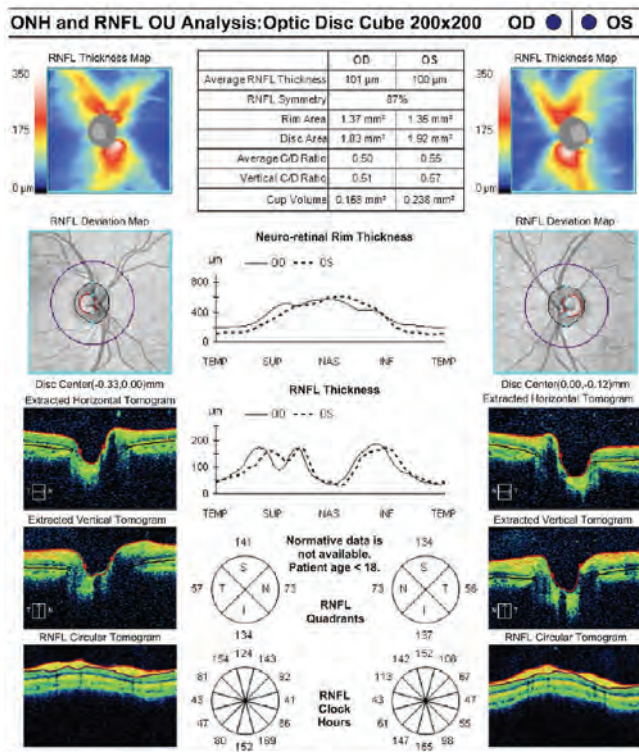 ONH and RNFL OU Analysis:Optic Disc Cube 200x200 OD OS
RNFL Thickness Map
350
175
0 µm
OD OS
Average RNFL Thickness 101 µm 100 µm
RNFL Symmetry 87%
Rim Area 1.37 mm² 1.35 mm²
Disc Area 1.83 mm² 1.92 mm²
Average C/D Ratio 0.50 0.55
Vertical C/D Ratio 0.51 0.57
Cup Volume 0.158 mm³ 0.238 mm³
RNFL Thickness Map
350
175
0 µm
RNFL Deviation Map
Disc Center(-0.33,0.00)mm
Neuro-retinal Rim Thickness
µm OD OS
800
400
0
TEMP SUP NAS INF TEMP
RNFL Deviation Map
Disc Center(0.00,-0.12)mm
Extracted Horizontal Tomogram
T N
RNFL Thickness
µm OD OS
200
100
0
TEMP SUP NAS INF TEMP
Extracted Horizontal Tomogram
N T
Extracted Vertical Tomogram
T N
141
S
57 T N 73
I
134
Normative data is
not available.
Patient age < 18.
RNFL
Quadrants
134
S
73 N T 56
I
137
Extracted Vertical Tomogram
N T
RNFL Circular Tomogram
124
154 143
81 92
43 41
47 86
80 169
152
RNFL
Clock
Hours
152
142 108
113 67
43 47
61 55
147 98
165
RNFL Circular Tomogram